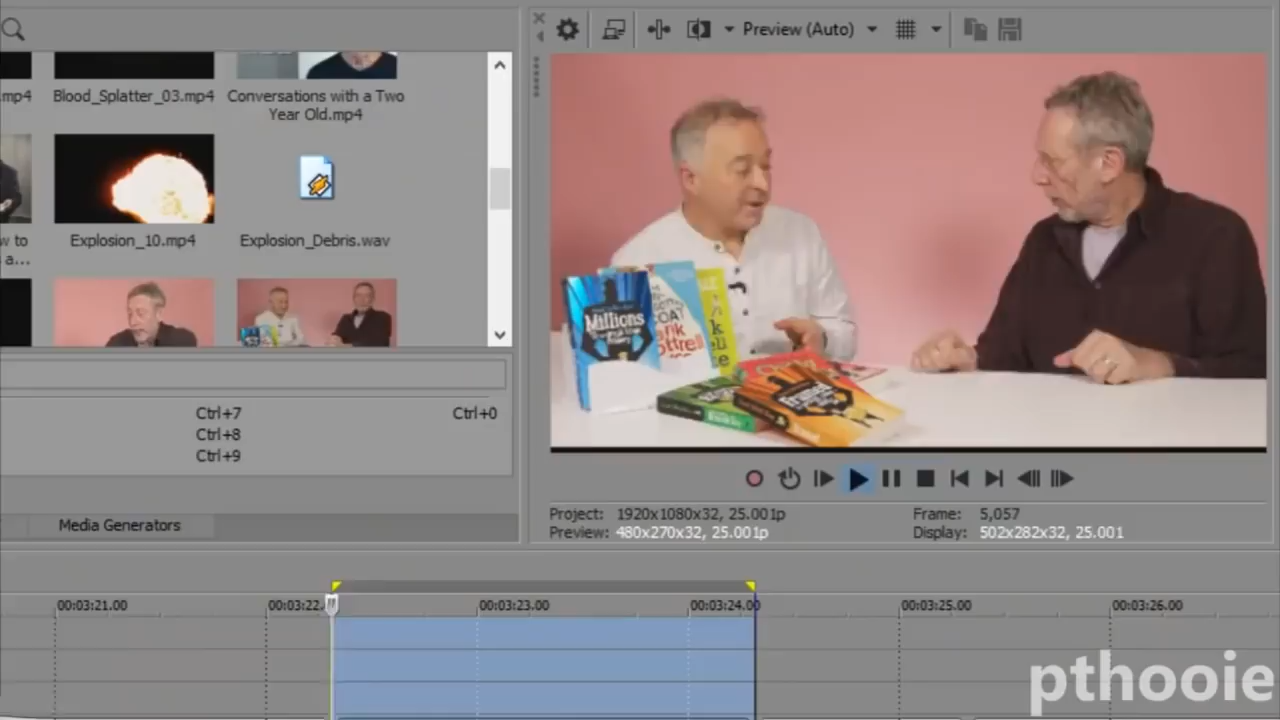 Preview (Auto)
.mp4
Blood_Splatter_03.mp4
Conversations with a Two
Year Old.mp4
w to
s a...
Explosion_10.mp4
Explosion_Debris.wav
Millions
Ctrl+7
Ctrl+0
Ctrl+8
Ctrl+9
Media Generators
Project: 1920x1080x32, 25.001p
Frame: 5,057
Preview: 480x270x32, 25.001p
Display: 502x282x32, 25.001
00:03:21.00
00:03:22.
00:03:23.00
00:03:24.00
00:03:25.00
00:03:26.00
pthooie